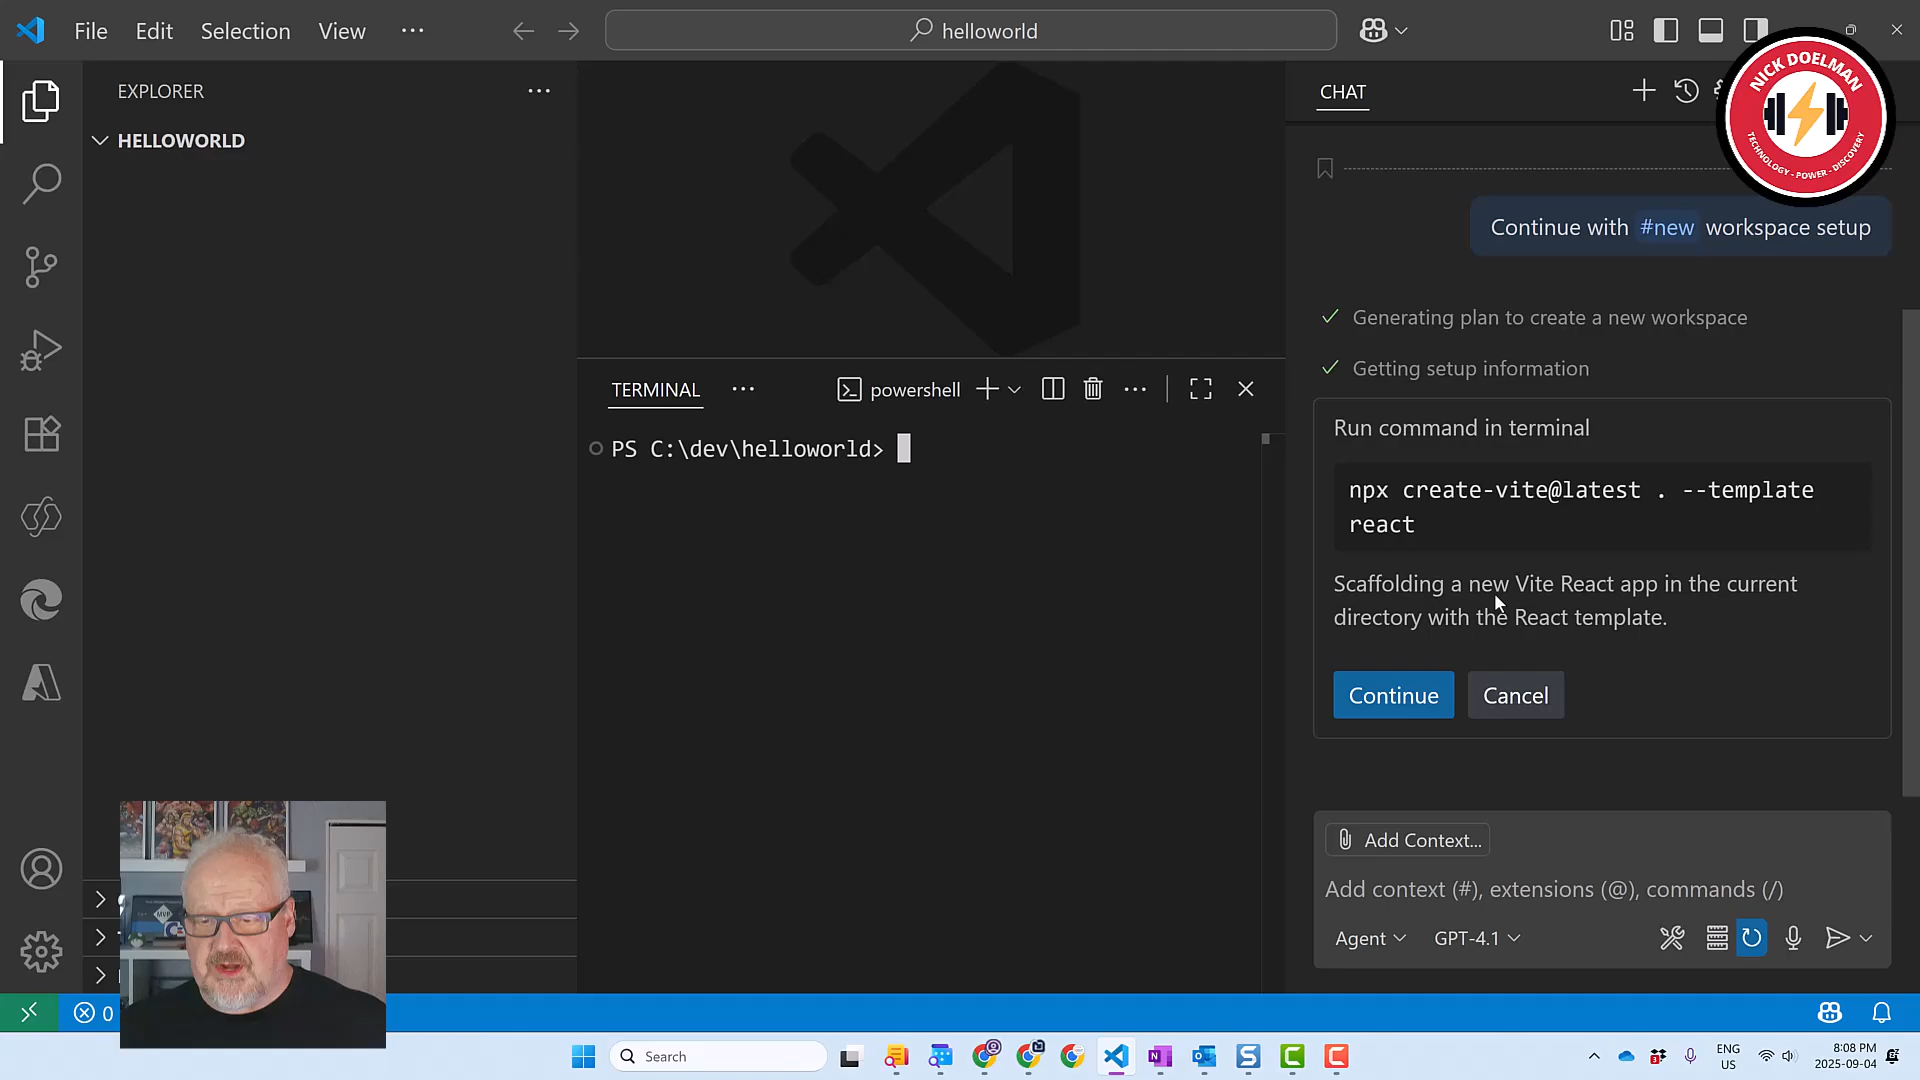 File Edit Selection View ...
helloworld
EXPLORER
HELLOWORLD
CHAT
NICK DOELMAN
TECHNOLOGY - POWER - DISCOVERY
Continue with #new workspace setup
Generating plan to create a new workspace
Getting setup information
TERMINAL
powershell
PS C:\dev\helloworld>
Run command in terminal
npx create-vite@latest . --template
react
Scaffolding a new Vite React app in the current
directory with the React template.
Continue Cancel
Add Context...
Add context (#), extensions (@), commands (/)
Agent GPT-4.1
0
Search
ENG
US
8:08 PM
2025-09-04